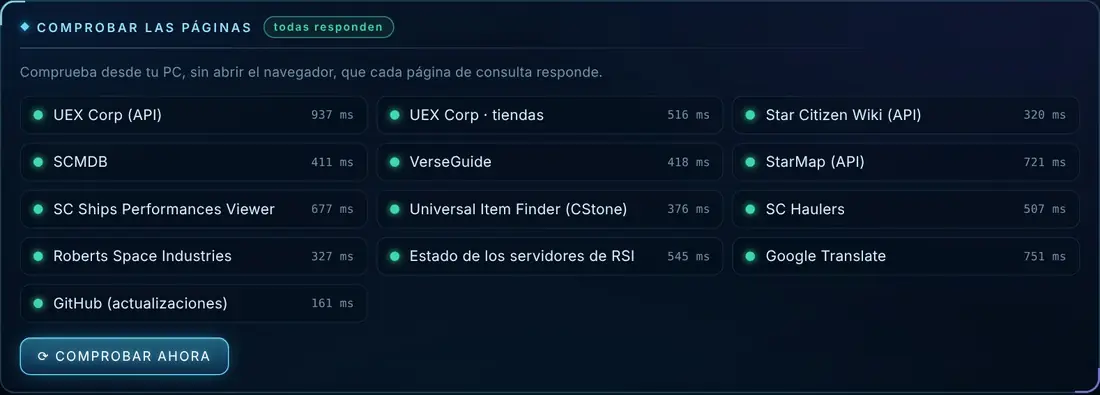 COMPROBAR LAS PÁGINAS todas responden
Comprueba desde tu PC, sin abrir el navegador, que cada página de consulta responde.
UEX Corp (API) 937 ms
UEX Corp · tiendas 516 ms
Star Citizen Wiki (API) 320 ms
SCMDB 411 ms
VerseGuide 418 ms
StarMap (API) 721 ms
SC Ships Performances Viewer 677 ms
Universal Item Finder (CStone) 376 ms
SC Haulers 507 ms
Roberts Space Industries 327 ms
Estado de los servidores de RSI 545 ms
Google Translate 751 ms
GitHub (actualizaciones) 161 ms
⟳ COMPROBAR AHORA